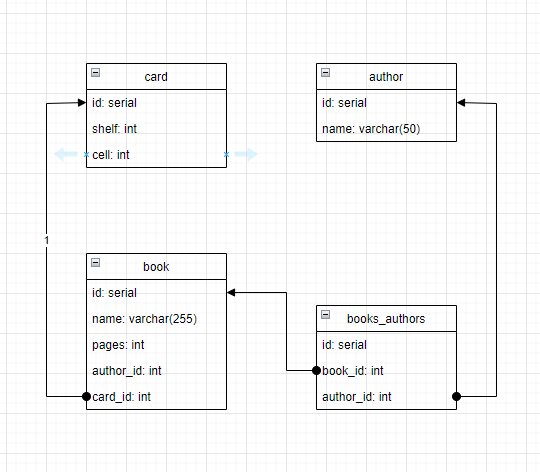 card
id: serial
shelf: int
cell: int
author
id: serial
name: varchar(50)
1
book
id: serial
name: varchar(255)
pages: int
author_id: int
card_id: int
books_authors
id: serial
book_id: int
author_id: int